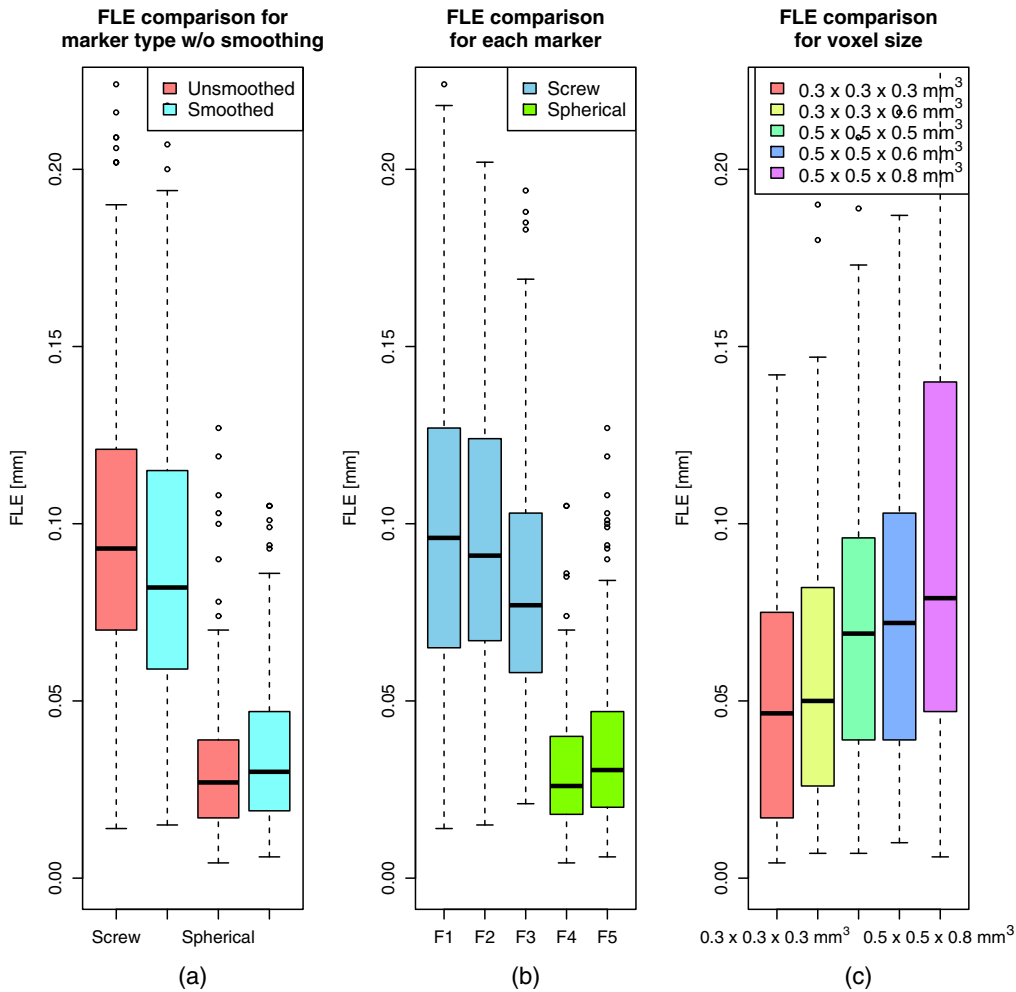 FLE comparison for
marker type w/o smoothing
Unsmoothed
Smoothed
FLE [mm]
0.20
0.15
0.10
0.05
0.00
Screw
Spherical
(a)
FLE comparison
for each marker
Screw
Spherical
FLE [mm]
0.20
0.15
0.10
0.05
0.00
F1
F2
F3
F4
F5
(b)
FLE comparison
for voxel size
0.3 x 0.3 x 0.3 mm³
0.3 x 0.3 x 0.6 mm³
0.5 x 0.5 x 0.5 mm³
0.5 x 0.5 x 0.6 mm³
0.5 x 0.5 x 0.8 mm³
FLE [mm]
0.20
0.15
0.10
0.05
0.00
0.3 x 0.3 x 0.3 mm³
0.5 x 0.5 x 0.8 mm³
(c)